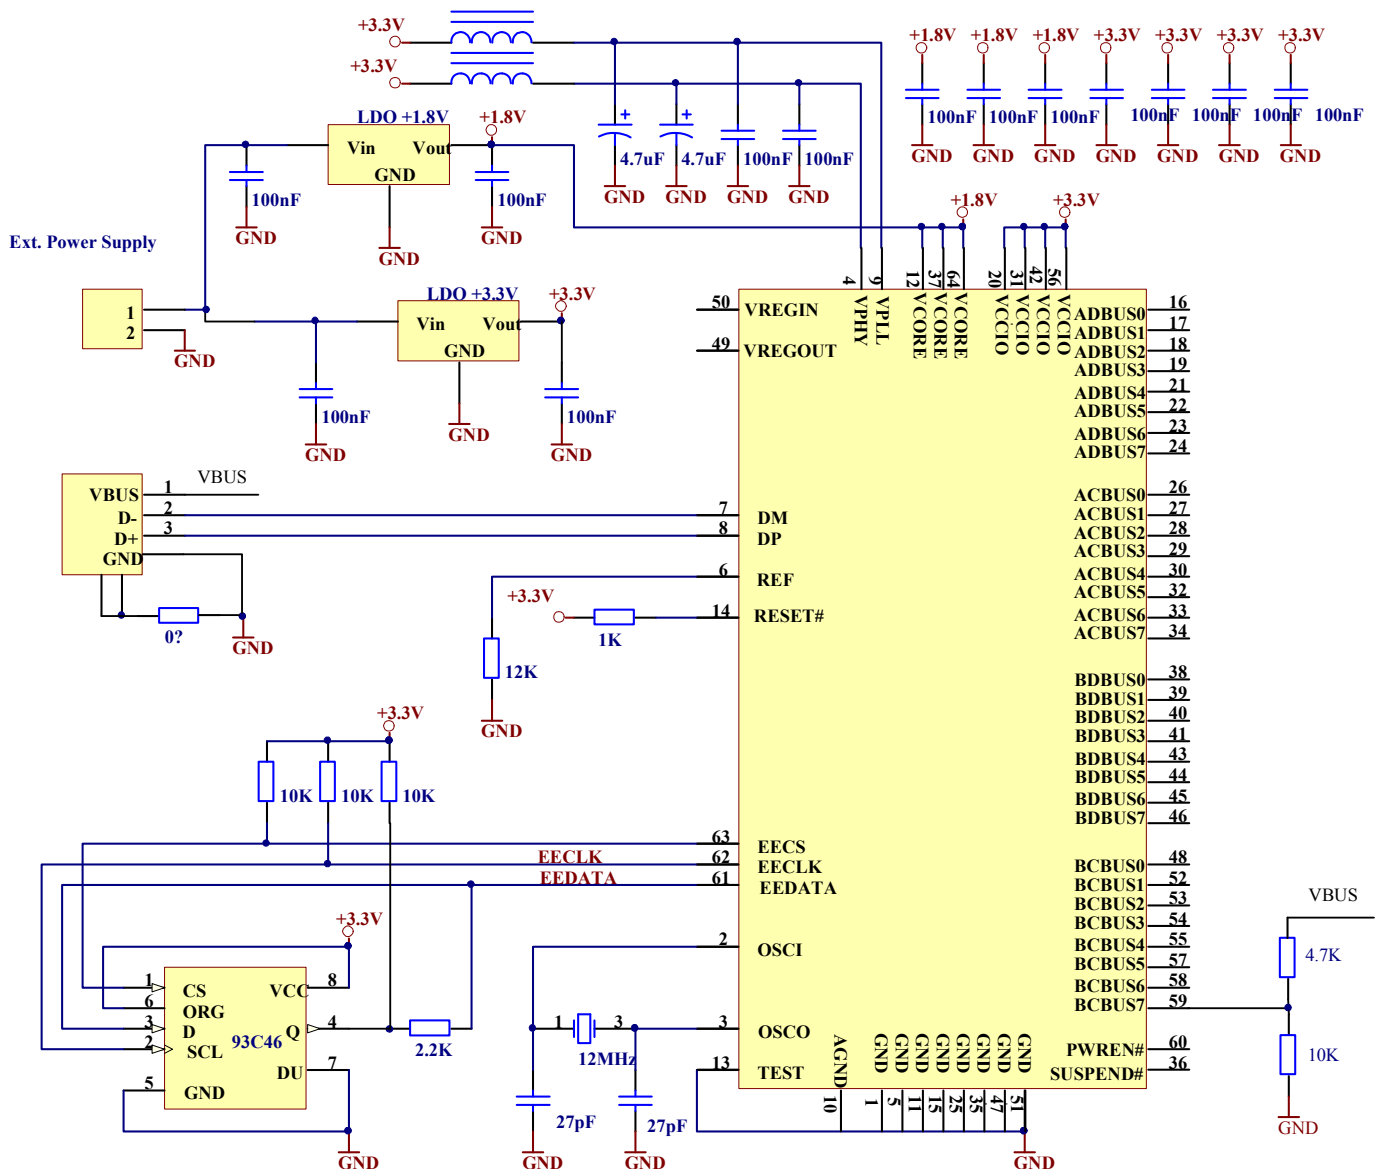 +3.3V
+3.3V
+1.8V +1.8V +1.8V +3.3V +3.3V +3.3V +3.3V
100nF 100nF 100nF 100nF 100nF 100nF 100nF
GND GND GND GND GND GND GND
LDO +1.8V
+1.8V
Vin Vout
GND
4.7uF 4.7uF 100nF 100nF
GND GND GND GND
100nF 100nF
GND GND GND
Ext. Power Supply
1
2
GND
LDO +3.3V
+3.3V
Vin Vout
GND
100nF 100nF
GND GND GND
+1.8V +3.3V
4 9 12 37 64 20 31 42 56
VPHY VPLL VCORE VCORE VCORE VCCIO VCCIO VCCIO VCCIO
50 VREGIN
49 VREGOUT
ADBUS0 16
ADBUS1 17
ADBUS2 18
ADBUS3 19
ADBUS4 21
ADBUS5 22
ADBUS6 23
ADBUS7 24
ACBUS0 26
ACBUS1 27
ACBUS2 28
ACBUS3 29
ACBUS4 30
ACBUS5 32
ACBUS6 33
ACBUS7 34
BDBUS0 38
BDBUS1 39
BDBUS2 40
BDBUS3 41
BDBUS4 43
BDBUS5 44
BDBUS6 45
BDBUS7 46
BCBUS0 48
BCBUS1 52
BCBUS2 53
BCBUS3 54
BCBUS4 55
BCBUS5 57
BCBUS6 58
BCBUS7 59
PWREN# 60
SUSPEND# 36
VBUS 1 VBUS
D- 2
D+ 3
GND
0?
GND
7 DM
8 DP
6 REF
14 RESET#
+3.3V
1K
12K
GND
+3.3V
10K 10K 10K
63 EECS
EECLK 62 EECLK
EEDATA 61 EEDATA
+3.3V
1 CS
6 ORG
3 D
2 SCL
5 GND
93C46
VCC 8
Q 4
DU 7
2.2K
GND
2 OSCI
3 OSCO
1 3
12MHz
13 TEST
27pF 27pF
GND GND
AGND GND GND GND GND GND GND GND GND
10 1 5 11 15 25 35 47 51
GND
VBUS
4.7K
10K
GND